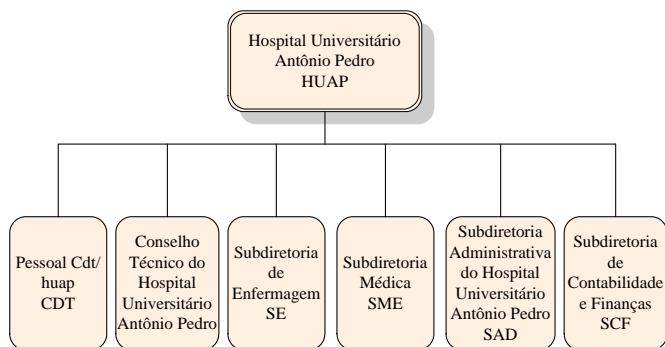 Hospital Universitário
Antônio Pedro
HUAP
Pessoal Cdt/
huap
CDT
Conselho
Técnico do
Hospital
Universitário
Antônio Pedro
Subdiretoria
de
Enfermagem
SE
Subdiretoria
Médica
SME
Subdiretoria
Administrativa
do Hospital
Universitário
Antônio Pedro
SAD
Subdiretoria
de
Contabilidade
e Finanças
SCF